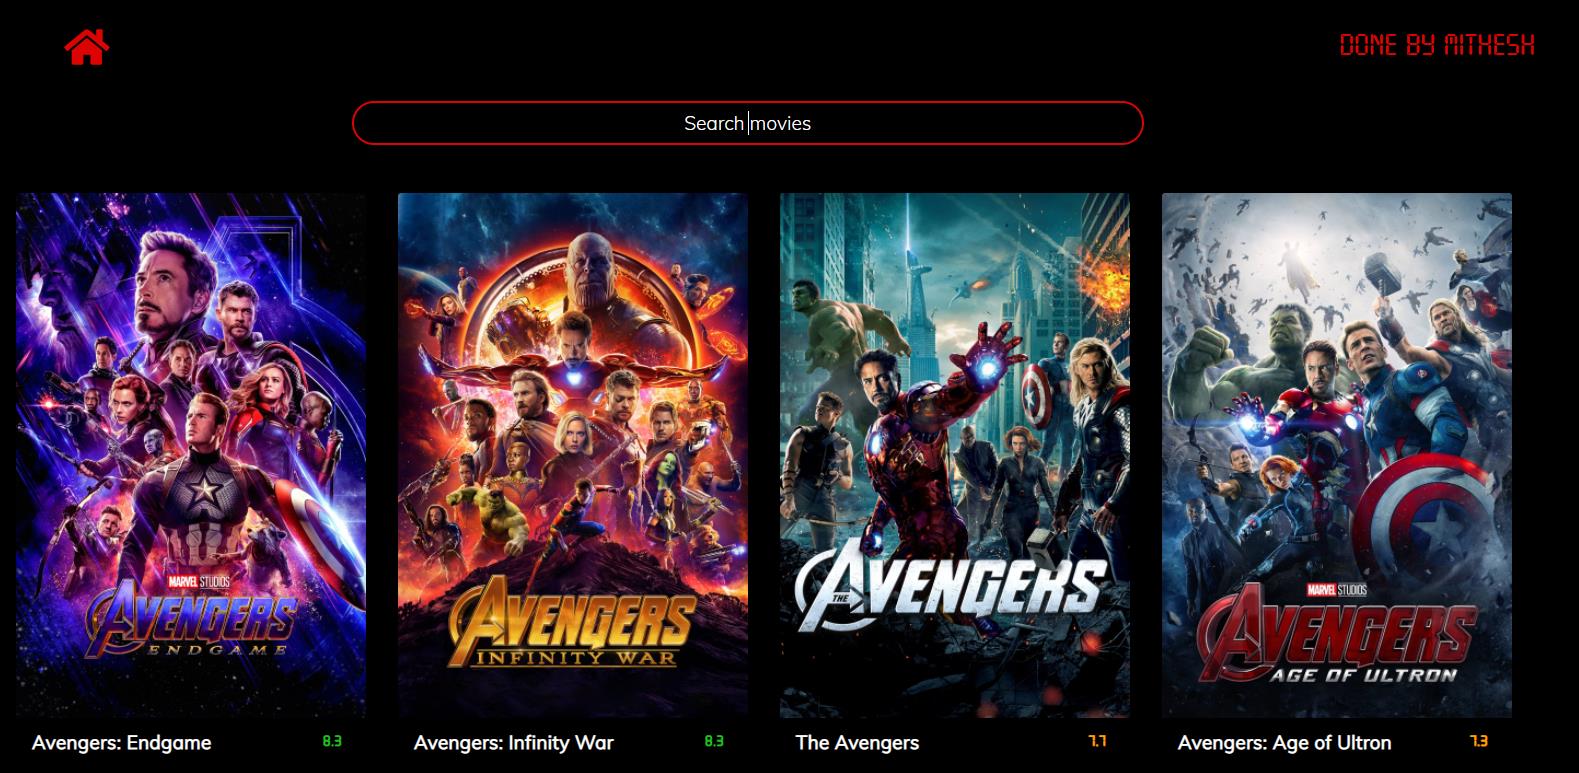 DONE BY MITHESH
Search movies
MARVEL STUDIOS
AVENGERS
ENDGAME
AVENGERS
INFINITY WAR
THE AVENGERS
MARVEL STUDIOS
AVENGERS
AGE OF ULTRON
Avengers: Endgame 8.3
Avengers: Infinity War 8.3
The Avengers 7.7
Avengers: Age of Ultron 7.3